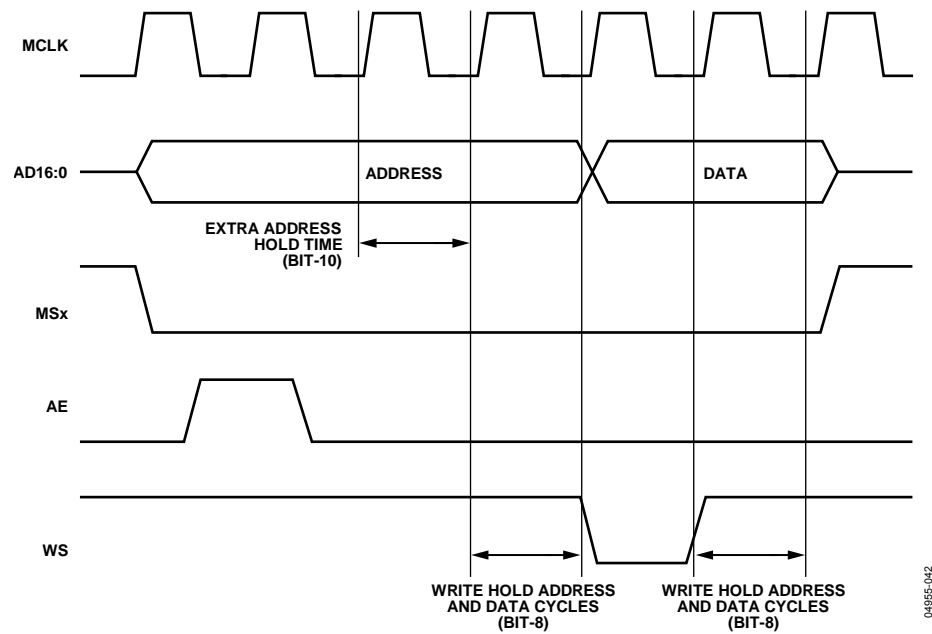 MCLK
AD16:0
ADDRESS
DATA
EXTRA ADDRESS
HOLD TIME
(BIT-10)
MSx
AE
WS
WRITE HOLD ADDRESS
AND DATA CYCLES
(BIT-8)
WRITE HOLD ADDRESS
AND DATA CYCLES
(BIT-8)
04955-042